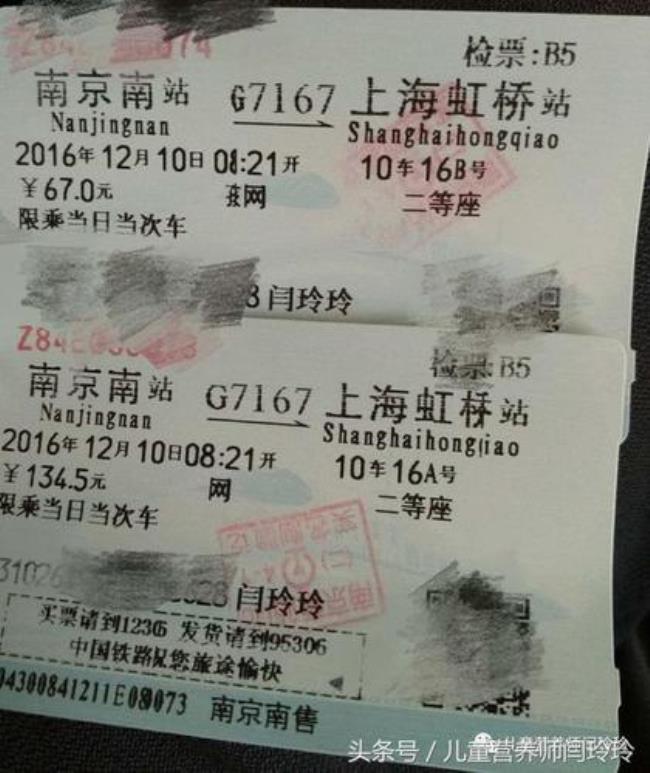 检票:B5
南京南站 G7167 上海虹桥站
Nanjingnan Shanghaihongqiao
2016年12月10日 08:21开 10车16B号
¥67.0元 孩网 二等座
限乘当日当次车
闫玲玲
检票:B5
南京南站 G7167 上海虹桥站
Nanjingnan Shanghaihongqiao
2016年12月10日08:21开 10车16A号
¥134.5元 网 二等座
限乘当日当次车
闫玲玲
买票请到12306 发货请到95306
中国铁路祝您旅途愉快
南京南售
头条号 / 儿童营养师闫玲玲